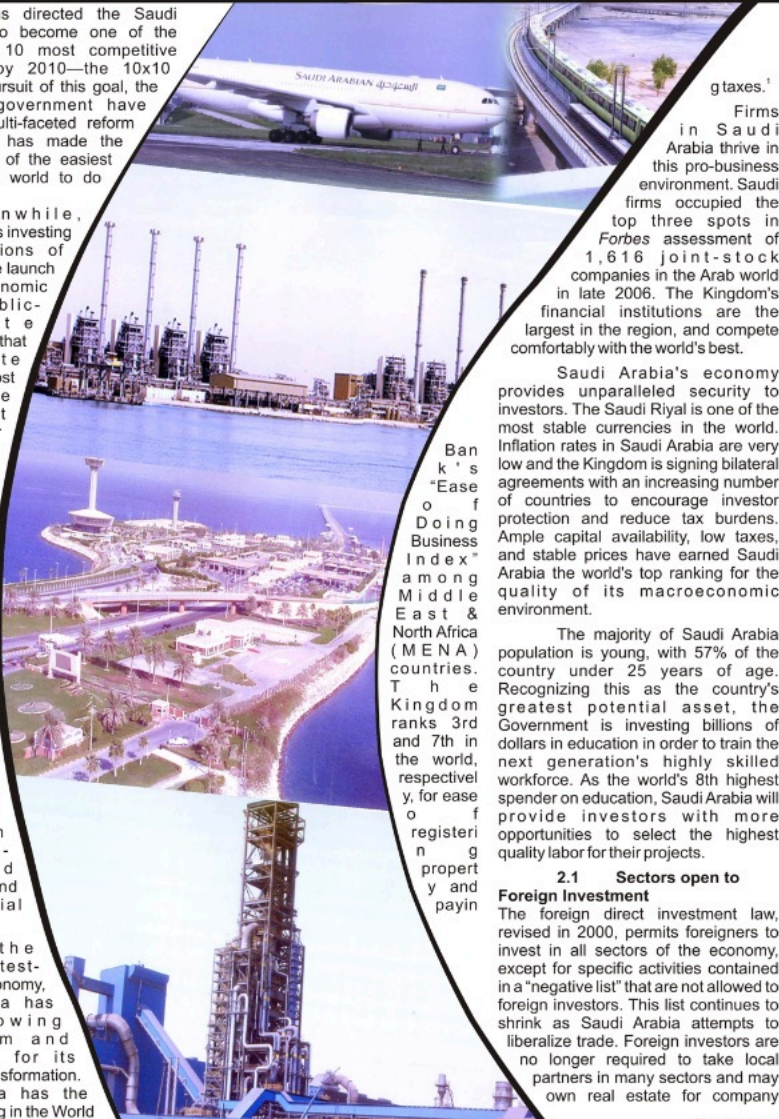 s directed the Saudi
o become one of the
10 most competitive
by 2010—the 10x10
rsuit of this goal, the
government have
ulti-faceted reform
has made the
of the easiest
world to do
nwhile,
s investing
ions of
e launch
nomic
blic-
t e
that
te
ost
e
t
-
d
nd
ial
the
test-
onomy,
a has
owing
m and
for its
sformation.
a has the
g in the World
SAUDI ARABIAN السعودية
Ban
k's
“Ease
o f
Doing
Business
Index”
among
Middle
East &
North Africa
(MENA)
countries.
T h e
Kingdom
ranks 3rd
and 7th in
the world,
respectivel
y, for ease
o f
registeri
n g
propert
y and
payin
g taxes.¹
Firms
in Saudi
Arabia thrive in
this pro-business
environment. Saudi
firms occupied the
top three spots in
Forbes assessment of
1,616 joint-stock
companies in the Arab world
in late 2006. The Kingdom's
financial institutions are the
largest in the region, and compete
comfortably with the world's best.
Saudi Arabia's economy
provides unparalleled security to
investors. The Saudi Riyal is one of the
most stable currencies in the world.
Inflation rates in Saudi Arabia are very
low and the Kingdom is signing bilateral
agreements with an increasing number
of countries to encourage investor
protection and reduce tax burdens.
Ample capital availability, low taxes,
and stable prices have earned Saudi
Arabia the world's top ranking for the
quality of its macroeconomic
environment.
The majority of Saudi Arabia
population is young, with 57% of the
country under 25 years of age.
Recognizing this as the country's
greatest potential asset, the
Government is investing billions of
dollars in education in order to train the
next generation's highly skilled
workforce. As the world's 8th highest
spender on education, Saudi Arabia will
provide investors with more
opportunities to select the highest
quality labor for their projects.
2.1 Sectors open to
Foreign Investment
The foreign direct investment law,
revised in 2000, permits foreigners to
invest in all sectors of the economy,
except for specific activities contained
in a “negative list” that are not allowed to
foreign investors. This list continues to
shrink as Saudi Arabia attempts to
liberalize trade. Foreign investors are
no longer required to take local
partners in many sectors and may
own real estate for company